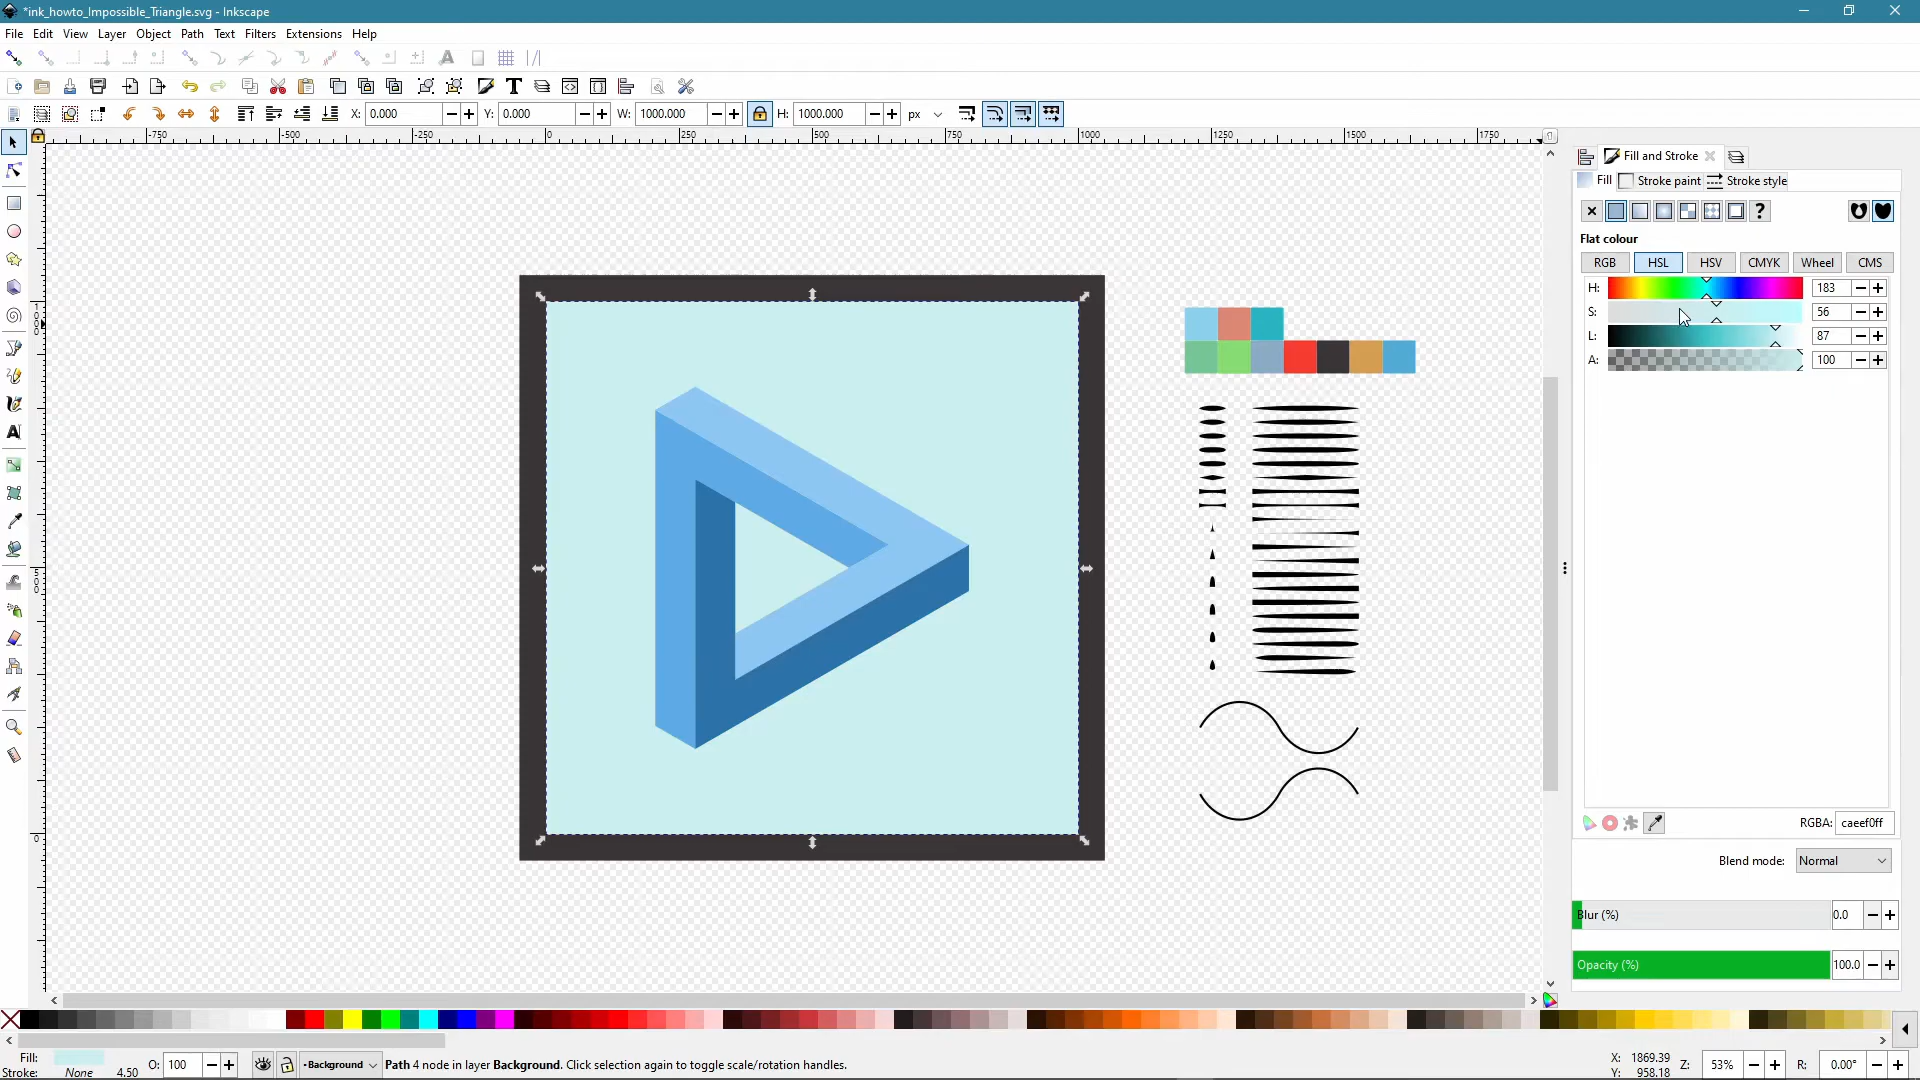 *ink_howto_Impossible_Triangle.svg - Inkscape
File Edit View Layer Object Path Text Filters Extensions Help
X: 0.000 Y: 0.000 W: 1000.000 H: 1000.000 px
-750 -500 -250 0 250 500 750 1000 1250 1500 1750
1000
500
0
Fill and Stroke
Fill Stroke paint Stroke style
Flat colour
RGB HSL HSV CMYK Wheel CMS
H: 183
S: 56
L: 87
A: 100
RGBA: caeef0ff
Blend mode: Normal
Blur (%) 0.0
Opacity (%) 100.0
Fill:
Stroke: None 4.50
O: 100
Background
Path 4 node in layer Background. Click selection again to toggle scale/rotation handles.
X: 1869.39
Y: 958.18
Z: 53%
R: 0.00°